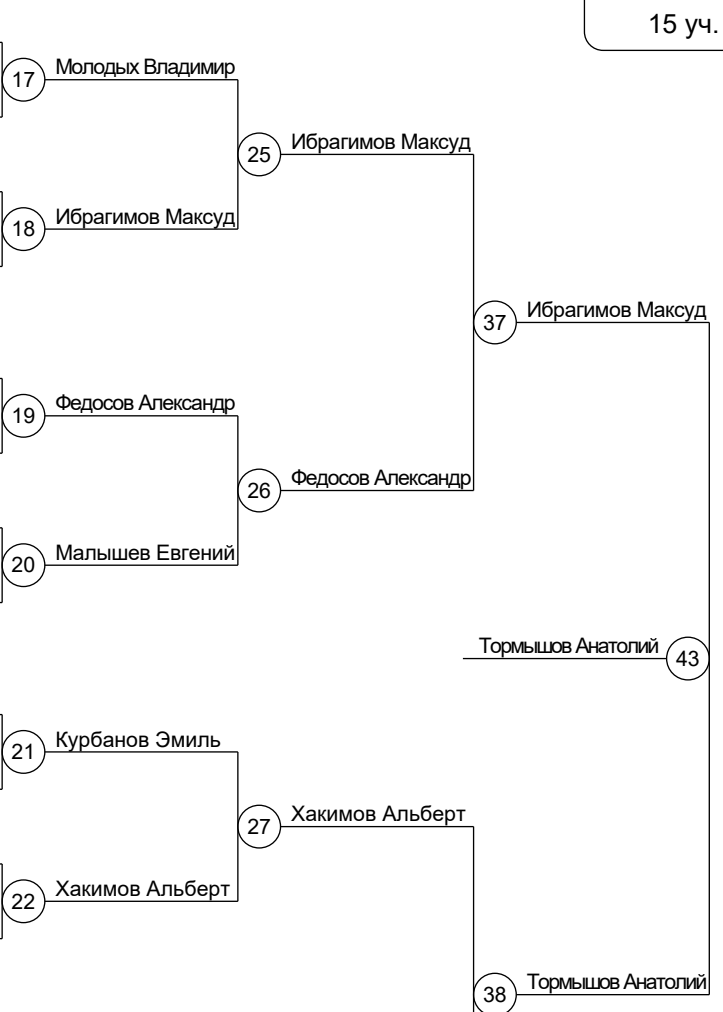 15 уч.
17 Молодых Владимир
25 Ибрагимов Максуд
18 Ибрагимов Максуд
37 Ибрагимов Максуд
19 Федосов Александр
26 Федосов Александр
20 Малышев Евгений
Тормышов Анатолий 43
21 Курбанов Эмиль
27 Хакимов Альберт
22 Хакимов Альберт
38 Тормышов Анатолий